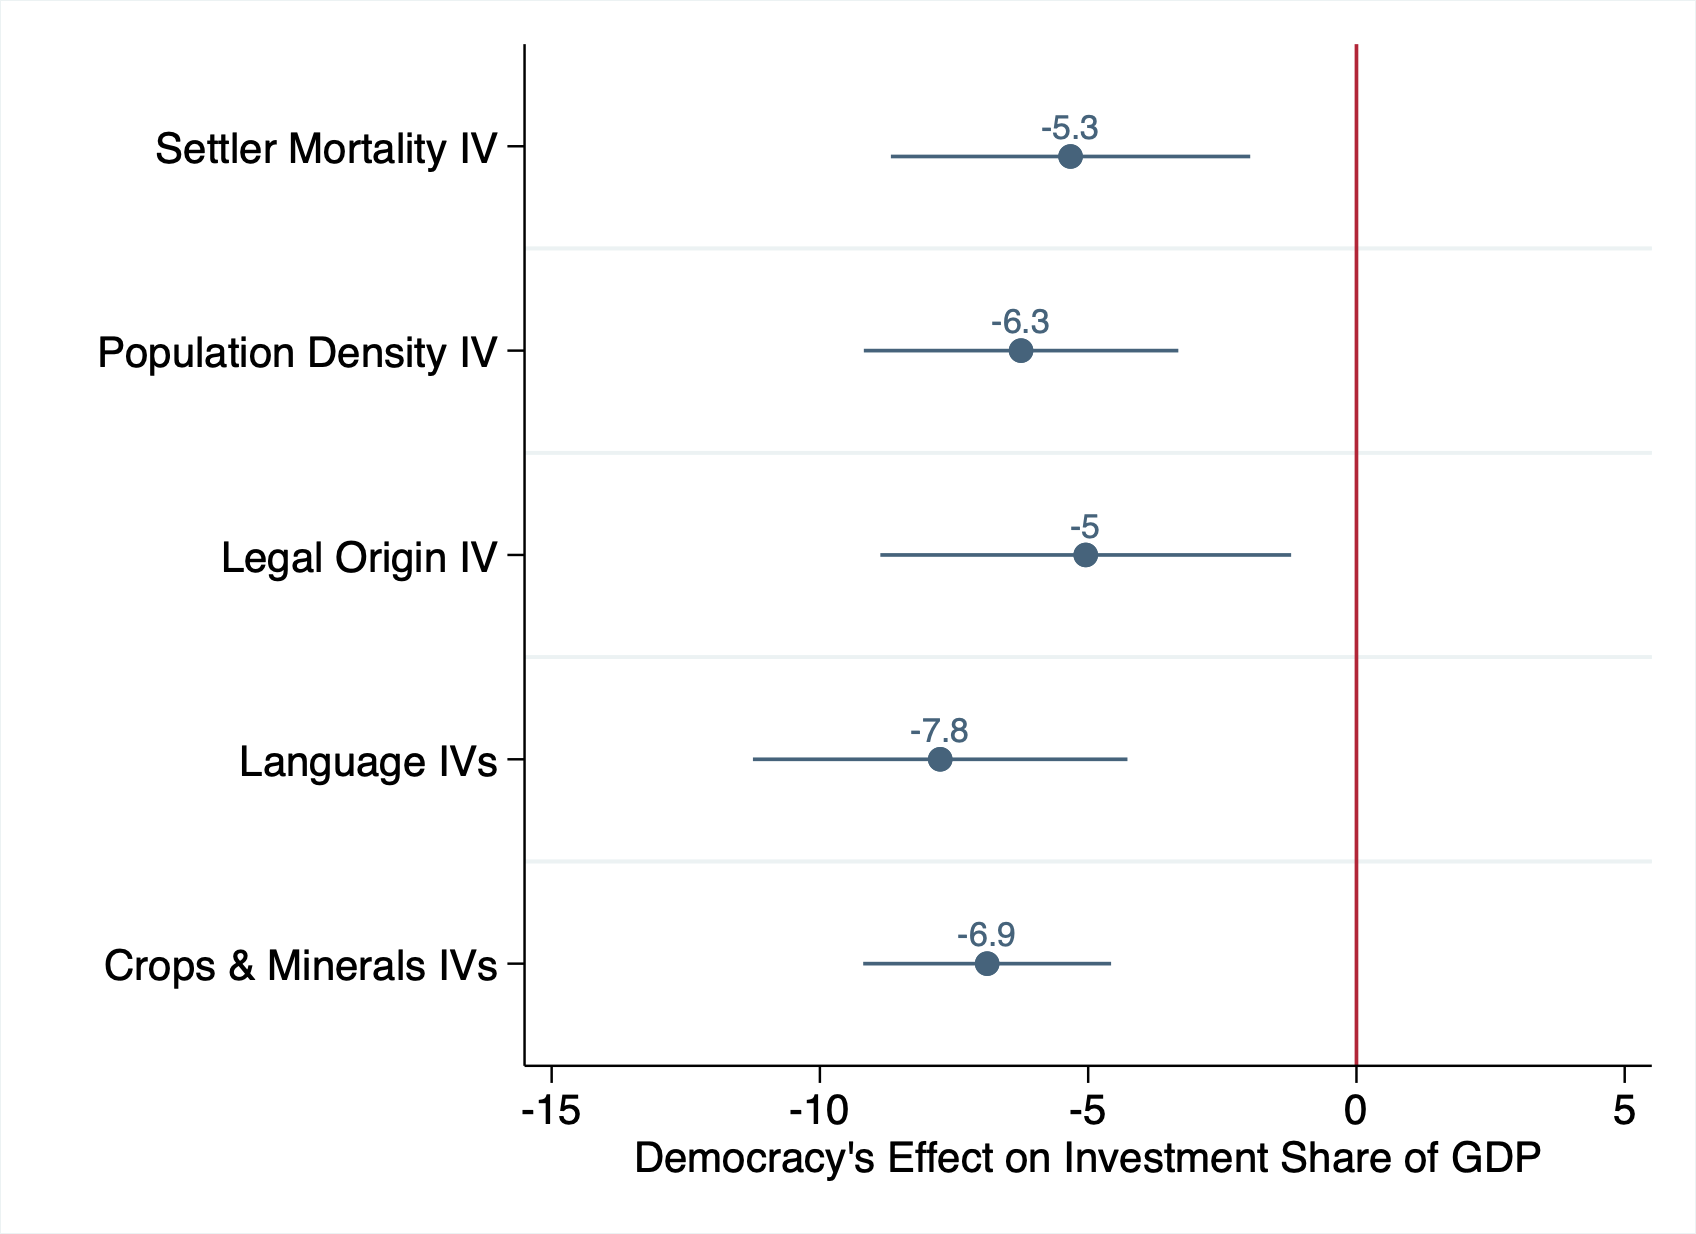 Settler Mortality IV
-5.3
Population Density IV
-6.3
Legal Origin IV
-5
Language IVs
-7.8
Crops & Minerals IVs
-6.9
-15 -10 -5 0 5
Democracy's Effect on Investment Share of GDP